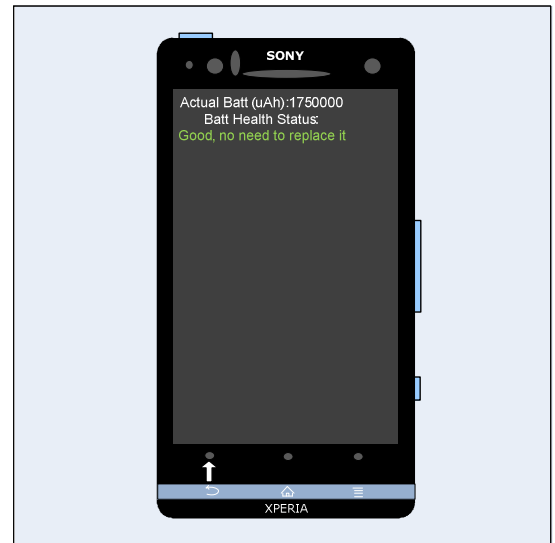 SONY
Actual Batt (uAh):1750000
Batt Health Status:
Good, no need to replace it
XPERIA